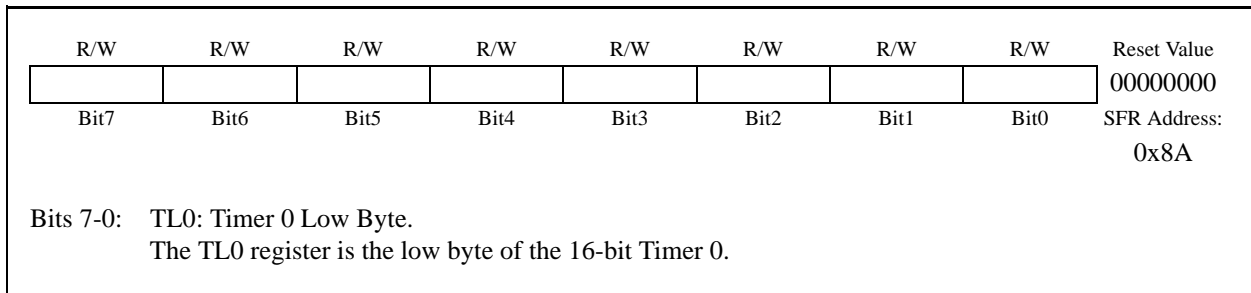 R/W R/W R/W R/W R/W R/W R/W R/W Reset Value
00000000
Bit7 Bit6 Bit5 Bit4 Bit3 Bit2 Bit1 Bit0 SFR Address:
0x8A
Bits 7-0: TL0: Timer 0 Low Byte.
The TL0 register is the low byte of the 16-bit Timer 0.